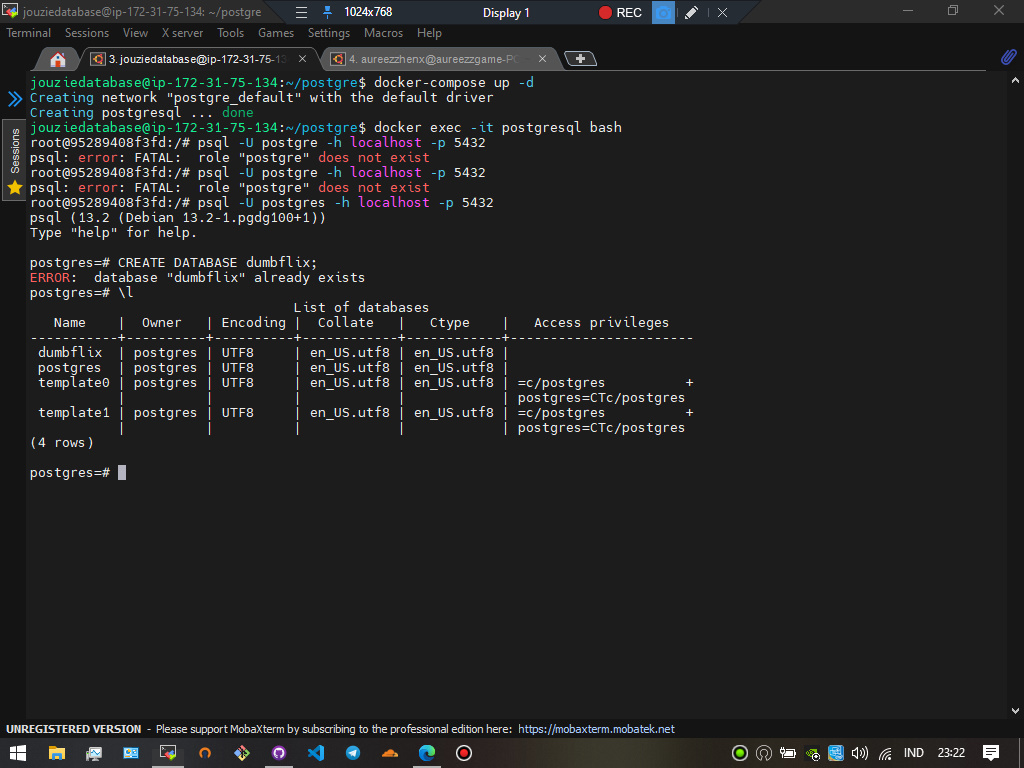 jouziedatabase@ip-172-31-75-134: ~/postgre
1024x768
Display 1
REC
Terminal Sessions View X server Tools Games Settings Macros Help
3. jouziedatabase@ip-172-31-75-13
4. aureezzhenx@aureezzgame-PC
Sessions
jouziedatabase@ip-172-31-75-134:~/postgre$ docker-compose up -d
Creating network "postgre_default" with the default driver
Creating postgresql ... done
jouziedatabase@ip-172-31-75-134:~/postgre$ docker exec -it postgresql bash
root@95289408f3fd:/# psql -U postgre -h localhost -p 5432
psql: error: FATAL:  role "postgre" does not exist
root@95289408f3fd:/# psql -U postgre -h localhost -p 5432
psql: error: FATAL:  role "postgre" does not exist
root@95289408f3fd:/# psql -U postgres -h localhost -p 5432
psql (13.2 (Debian 13.2-1.pgdg100+1))
Type "help" for help.
postgres=# CREATE DATABASE dumbflix;
ERROR:  database "dumbflix" already exists
postgres=# \l
                                 List of databases
   Name    |  Owner   | Encoding |  Collate   |   Ctype    |   Access privileges
-----------+----------+----------+------------+------------+-----------------------
 dumbflix  | postgres | UTF8     | en_US.utf8 | en_US.utf8 |
 postgres  | postgres | UTF8     | en_US.utf8 | en_US.utf8 |
 template0 | postgres | UTF8     | en_US.utf8 | en_US.utf8 | =c/postgres          +
           |          |          |            |            | postgres=CTc/postgres
 template1 | postgres | UTF8     | en_US.utf8 | en_US.utf8 | =c/postgres          +
           |          |          |            |            | postgres=CTc/postgres
(4 rows)
postgres=#
UNREGISTERED VERSION - Please support MobaXterm by subscribing to the professional edition here: https://mobaxterm.mobatek.net
IND 23:22